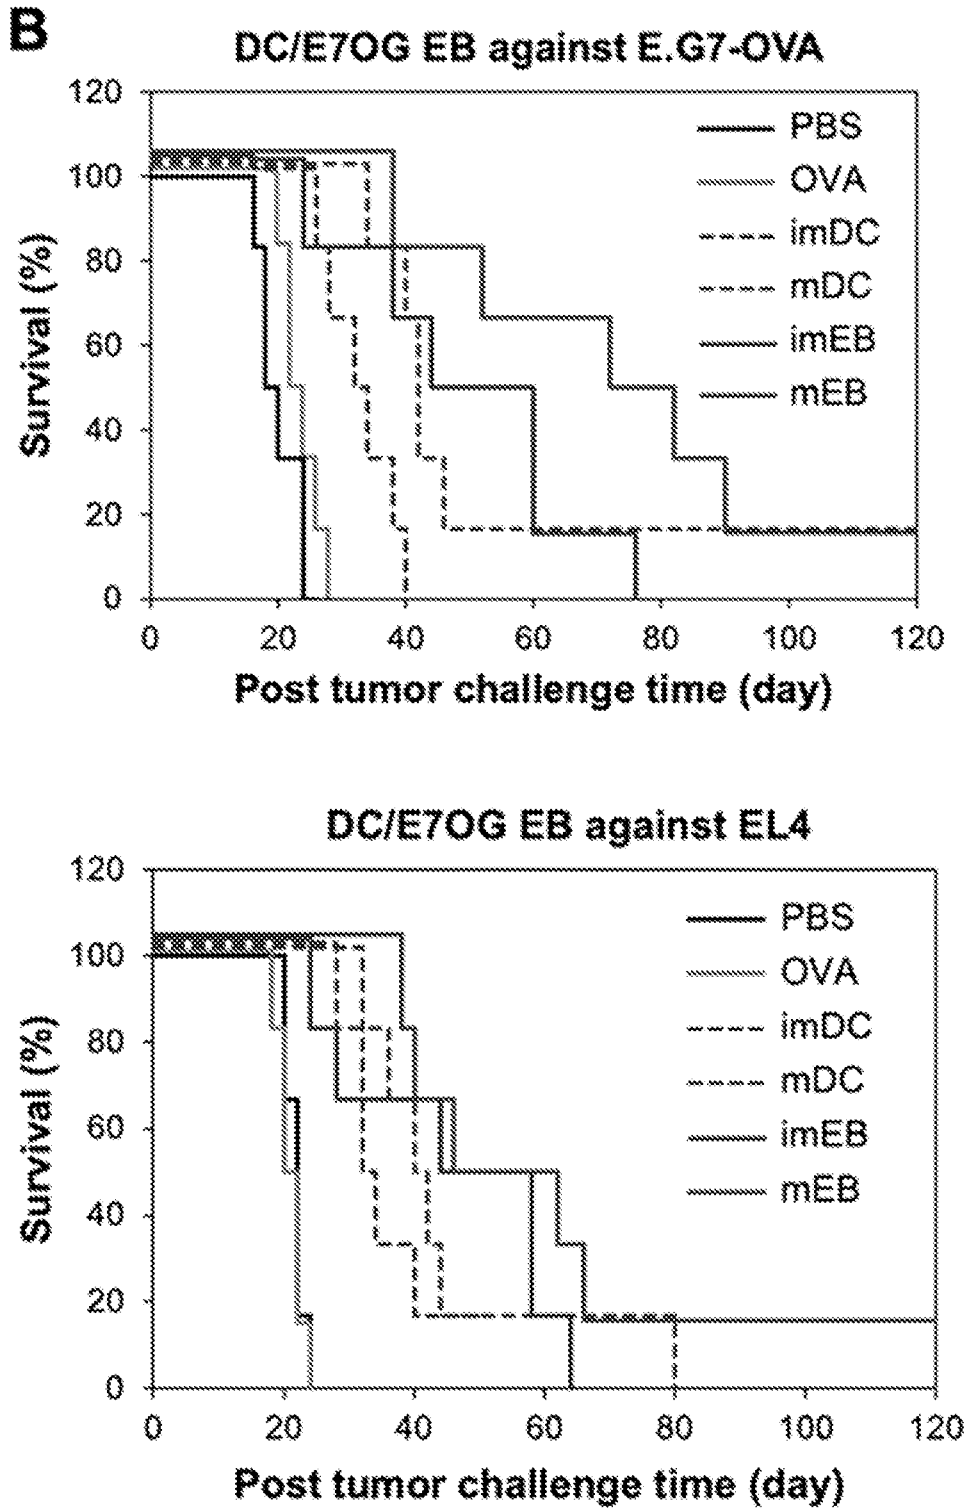 B
DC/E7OG EB against E.G7-OVA
120
100
80
60
40
20
0
Survival (%)
PBS
OVA
imDC
mDC
imEB
mEB
0 20 40 60 80 100 120
Post tumor challenge time (day)
DC/E7OG EB against EL4
120
100
80
60
40
20
0
Survival (%)
PBS
OVA
imDC
mDC
imEB
mEB
0 20 40 60 80 100 120
Post tumor challenge time (day)